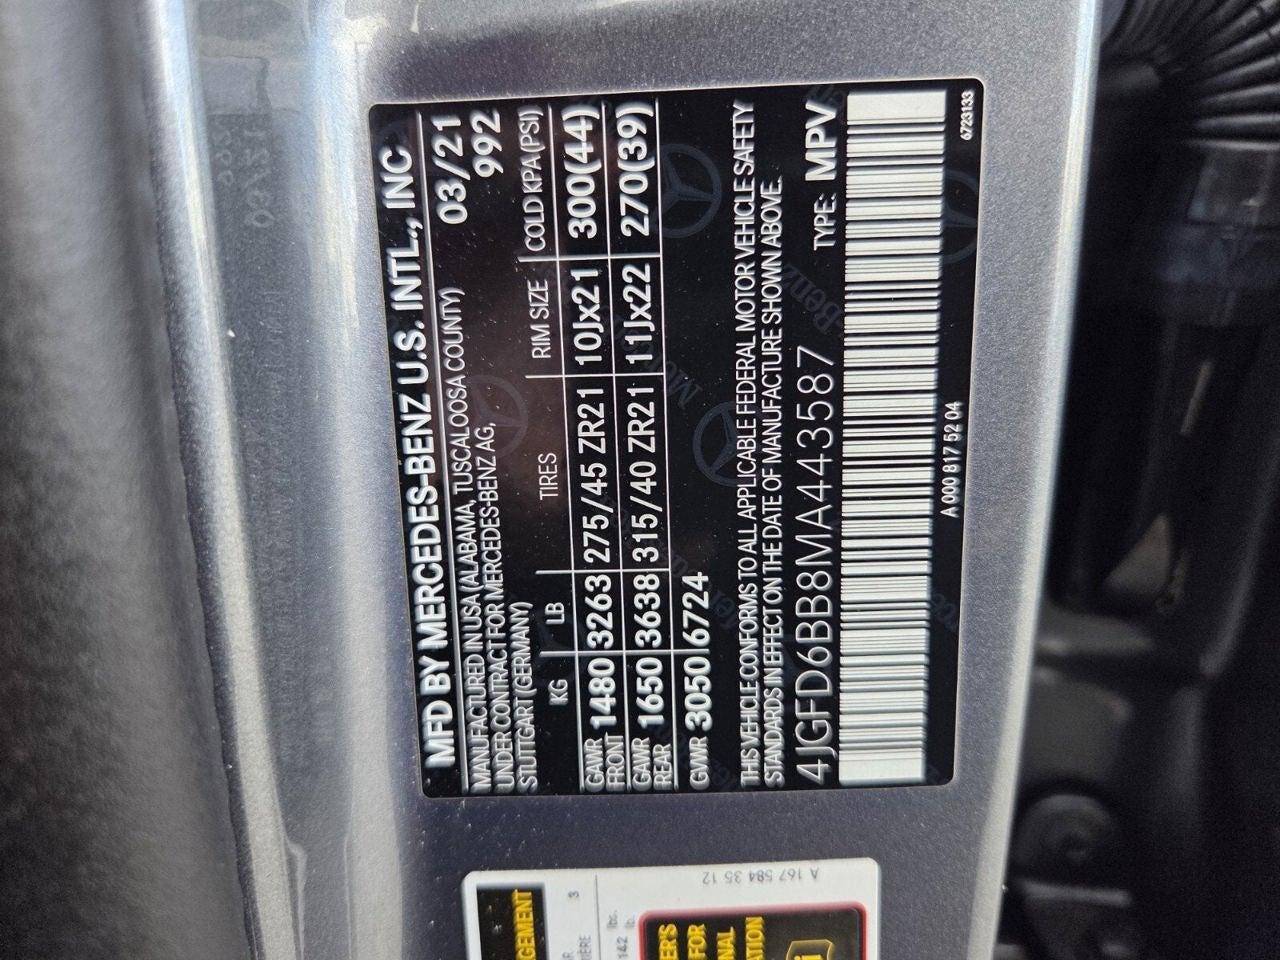 MFD BY MERCEDES-BENZ U.S. INTL., INC
MANUFACTURED IN USA (ALABAMA, TUSCALOOSA COUNTY) 03/21
UNDER CONTRACT FOR MERCEDES-BENZ AG, 992
STUTTGART (GERMANY)
KG LB TIRES RIM SIZE COLD KPA (PSI)
GAWR FRONT 1480 3263 275/45 ZR21 10Jx21 300(44)
GAWR REAR 1650 3638 315/40 ZR21 11Jx22 270(39)
GVWR 3050 6724
THIS VEHICLE CONFORMS TO ALL APPLICABLE FEDERAL MOTOR VEHICLE SAFETY
STANDARDS IN EFFECT ON THE DATE OF MANUFACTURE SHOWN ABOVE.
4JGFD6BB8MA443587 TYPE: MPV
A 000 817 52 04
6723133
A 167 584 35 12
3
142 lb.